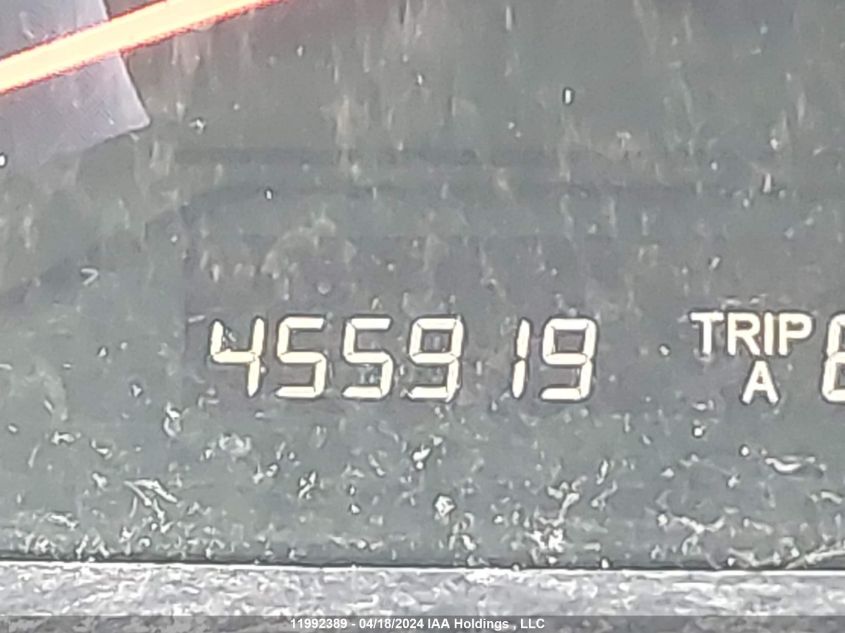 455919 TRIP
A
11992389 - 04/18/2024 IAA Holdings , LLC